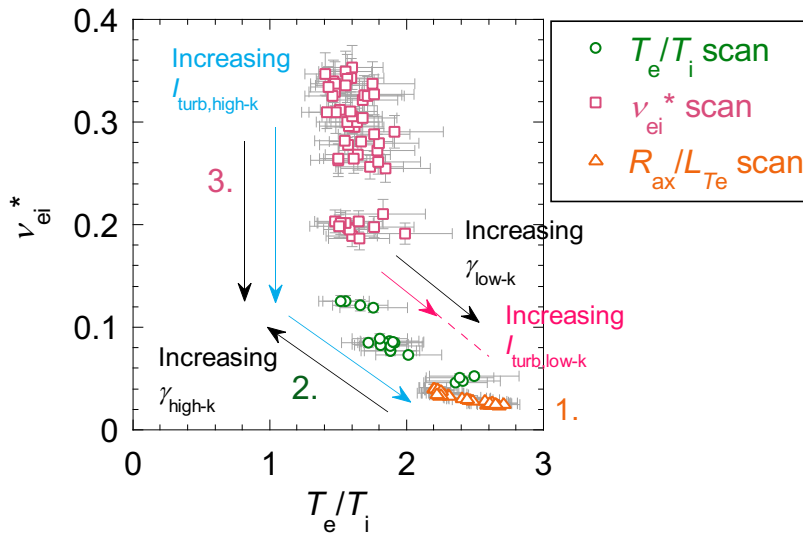 0.4
0.3
0.2
0.1
0
0
1
2
3
ν_ei*
T_e/T_i
Increasing
I_turb,high-k
3.
Increasing
γ_low-k
Increasing
I_turb,low-k
Increasing
γ_high-k
2.
1.
T_e/T_i scan
ν_ei* scan
R_ax/L_Te scan